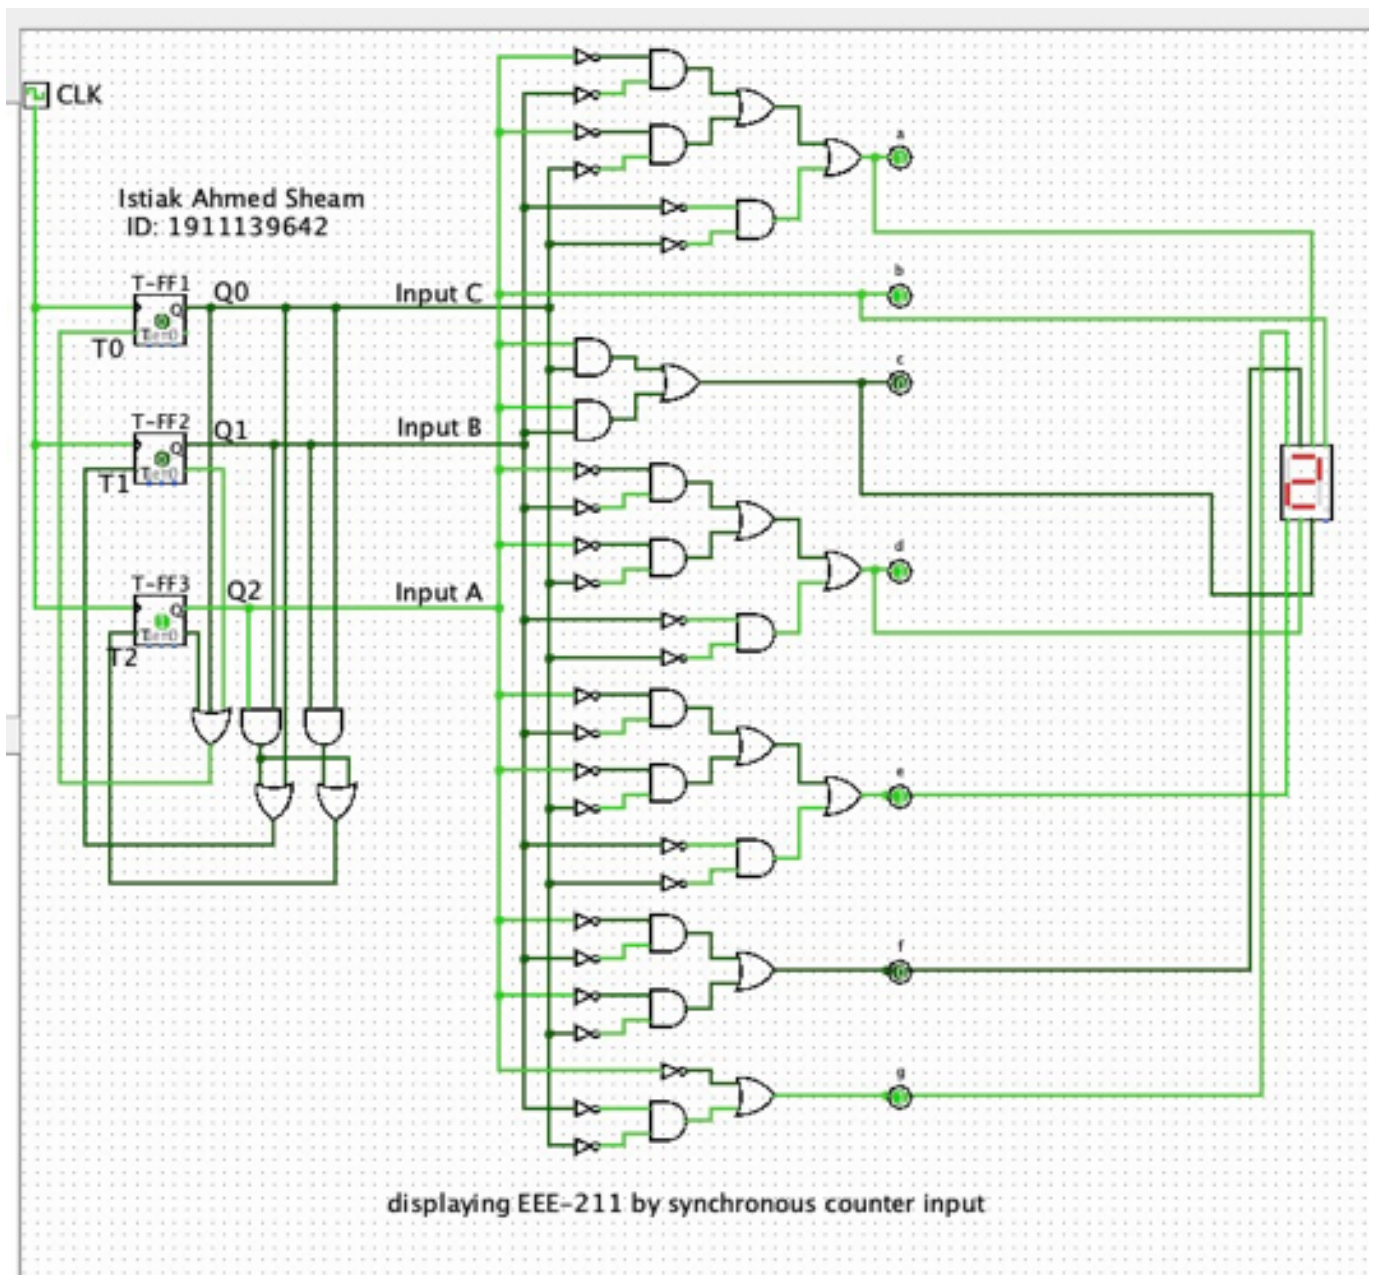 CLK
Istiak Ahmed Sheam
ID: 1911139642
a
b
T-FF1
Q0
Input C
Q
T0
c
T-FF2
Q1
Input B
Q
T1
d
T-FF3
Q2
Input A
Q
T2
e
f
g
displaying EEE-211 by synchronous counter input